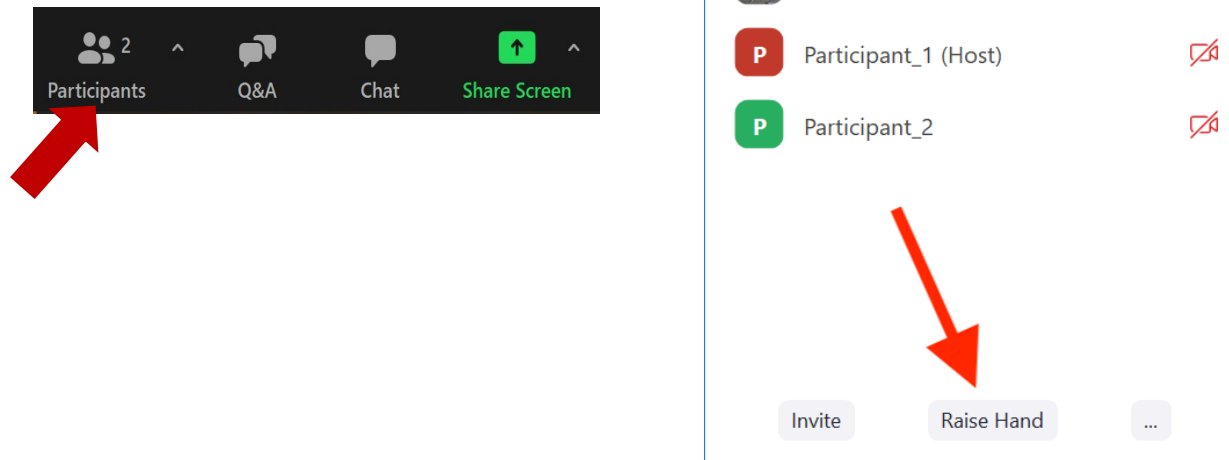 2
Participants
Q&A
Chat
Share Screen
P
Participant_1 (Host)
P
Participant_2
Invite
Raise Hand
...